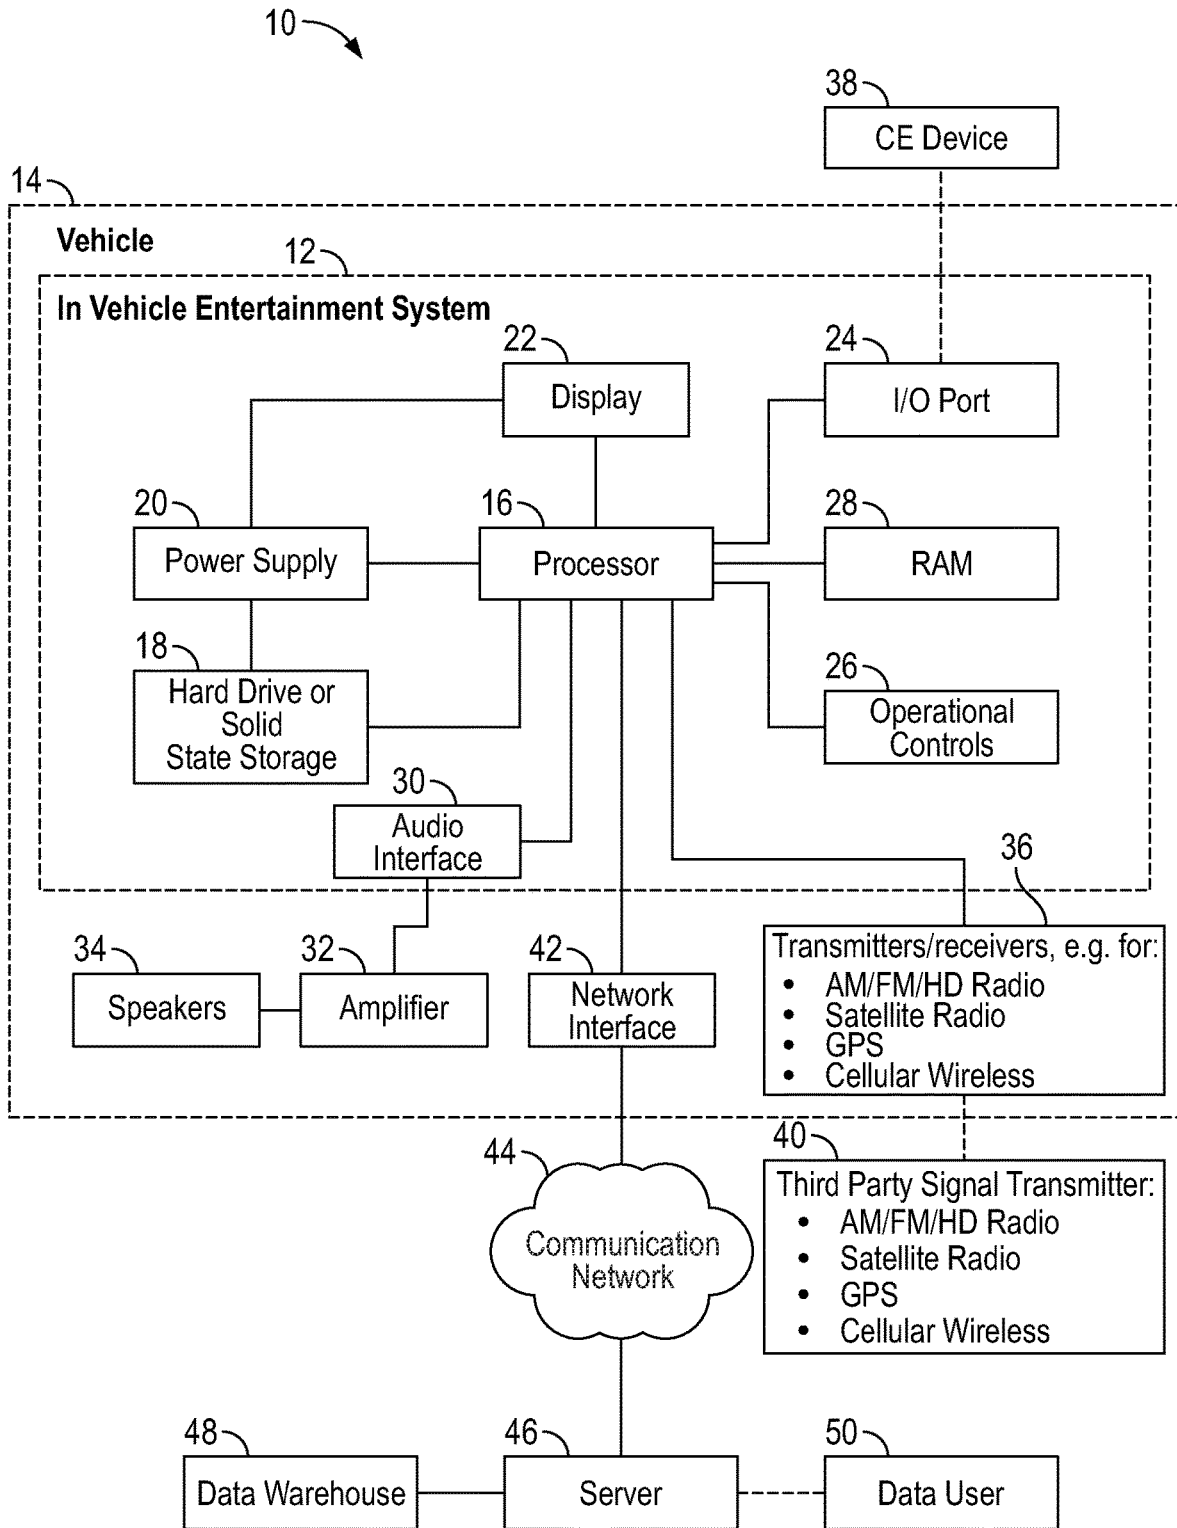 10
38
CE Device
14
Vehicle
12
In Vehicle Entertainment System
22
Display
24
I/O Port
20
Power Supply
16
Processor
28
RAM
18
Hard Drive or
Solid
State Storage
26
Operational
Controls
30
Audio
Interface
36
Transmitters/receivers, e.g. for:
• AM/FM/HD Radio
• Satellite Radio
• GPS
• Cellular Wireless
34
Speakers
32
Amplifier
42
Network
Interface
44
Communication
Network
40
Third Party Signal Transmitter:
• AM/FM/HD Radio
• Satellite Radio
• GPS
• Cellular Wireless
48
Data Warehouse
46
Server
50
Data User